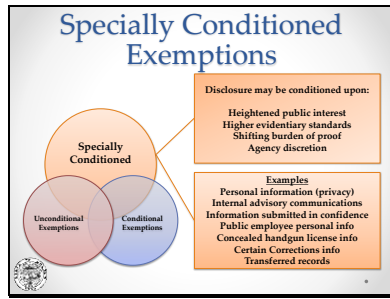 Specially Conditioned
Exemptions
Disclosure may be conditioned upon:
Heightened public interest
Higher evidentiary standards
Shifting burden of proof
Agency discretion
Specially
Conditioned
Unconditional
Exemptions
Conditional
Exemptions
Examples
Personal information (privacy)
Internal advisory communications
Information submitted in confidence
Public employee personal info
Concealed handgun license info
Certain Corrections info
Transferred records